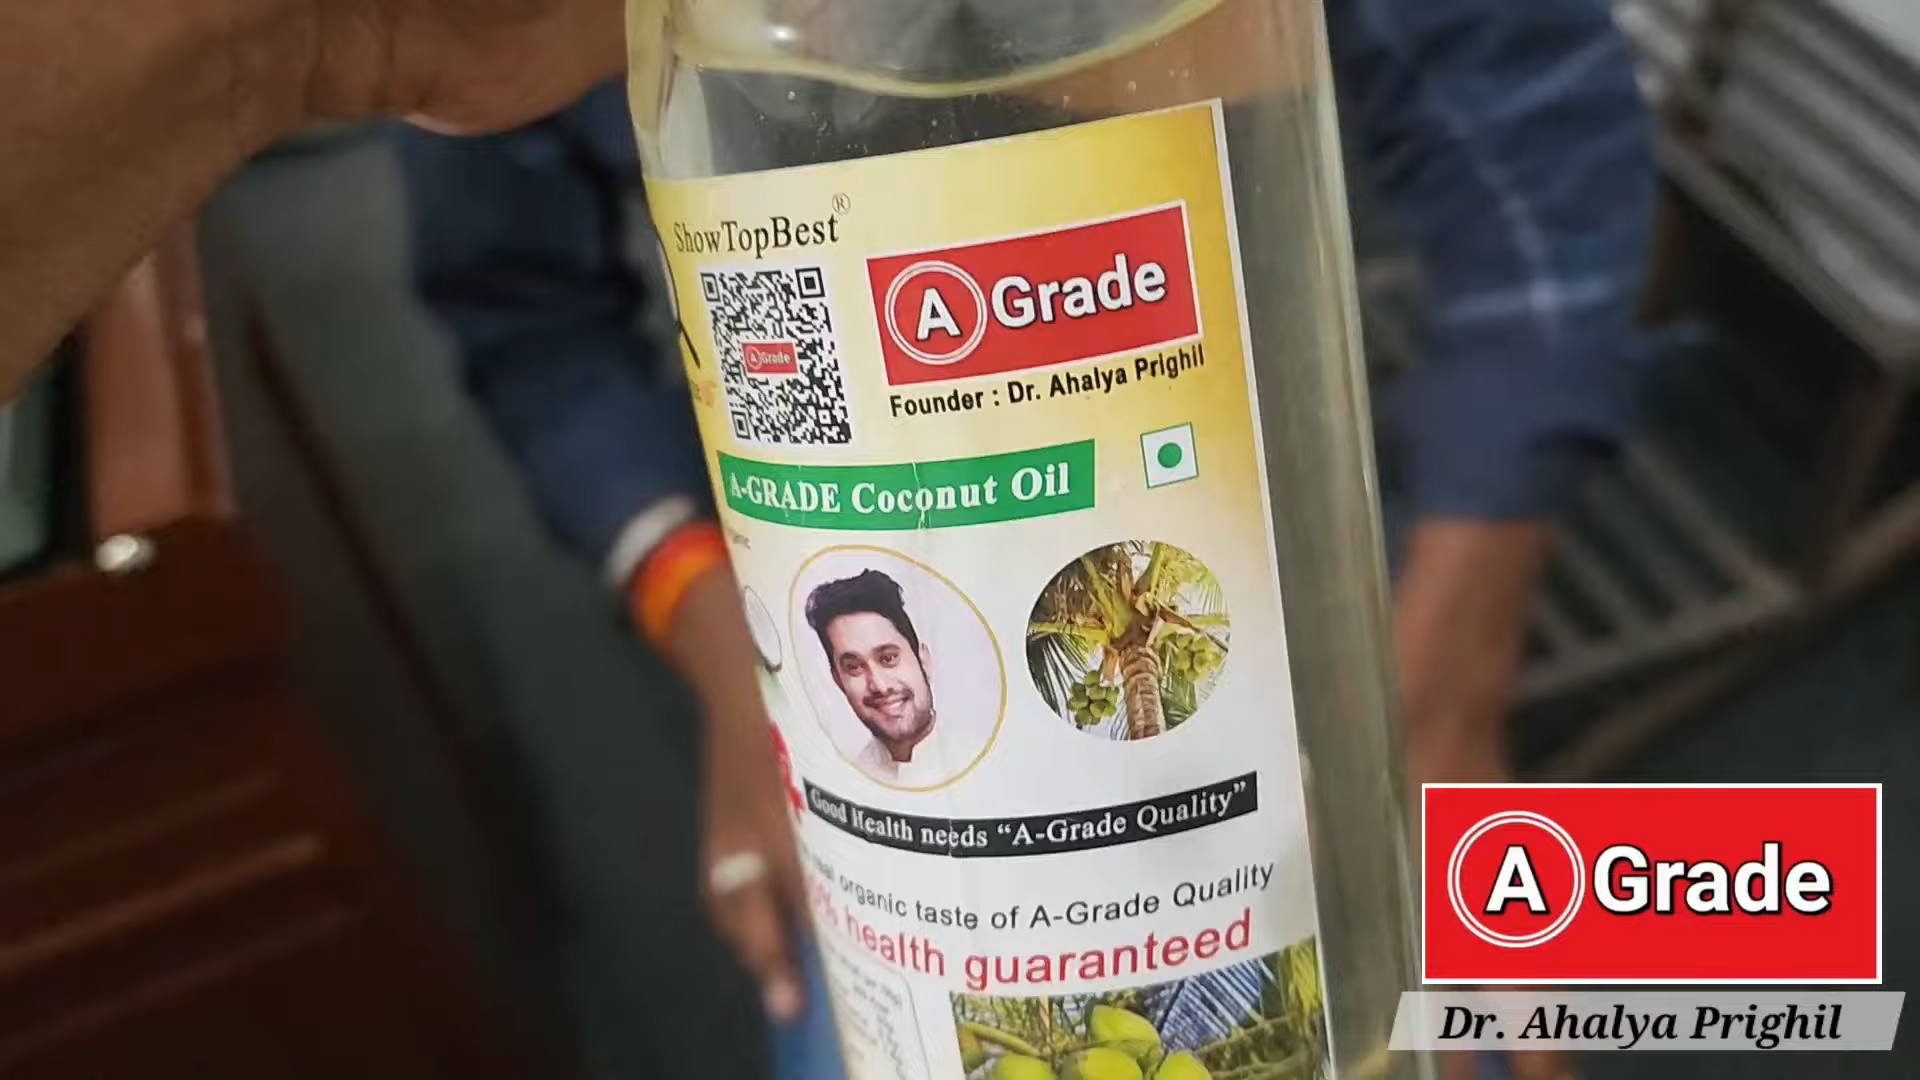 ShowTopBest®
A Grade
A Grade
Founder : Dr. Ahalya Prighil
A-GRADE Coconut Oil
Good Health needs “A-Grade Quality”
organic taste of A-Grade Quality
health guaranteed
A Grade
Dr. Ahalya Prighil